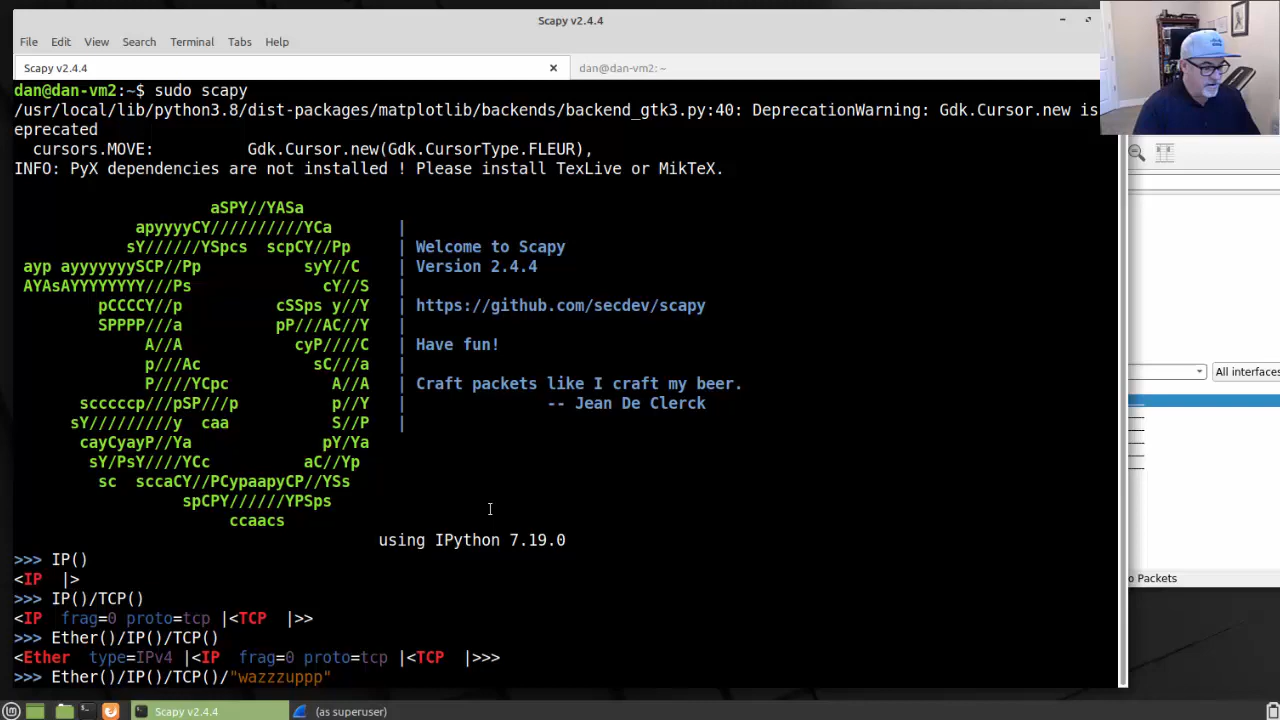 Scapy v2.4.4
File Edit View Search Terminal Tabs Help
Scapy v2.4.4 × dan@dan-vm2: ~
dan@dan-vm2:~$ sudo scapy
/usr/local/lib/python3.8/dist-packages/matplotlib/backends/backend_gtk3.py:40: DeprecationWarning: Gdk.Cursor.new is
eprecated
  cursors.MOVE:          Gdk.Cursor.new(Gdk.CursorType.FLEUR),
INFO: PyX dependencies are not installed ! Please install TexLive or MikTeX.
                     aSPY//YASa
             apyyyyCY//////////YCa       |
            sY//////YSpcs  scpCY//Pp     | Welcome to Scapy
 ayp ayyyyyyySCP//Pp           syY//C    | Version 2.4.4
 AYAsAYYYYYYYY///Ps              cY//S   |
         pCCCCY//p          cSSps y//Y   | https://github.com/secdev/scapy
         SPPPP///a          pP///AC//Y   |
              A//A            cyP////C   | Have fun!
              p///Ac            sC///a   |
              P////YCpc           A//A   | Craft packets like I craft my beer.
       scccccp///pSP///p          p//Y   |               -- Jean De Clerck
      sY/////////y  caa           S//P   |
       cayCyayP//Ya              pY/Ya
        sY/PsY////YCc          aC//Yp
         sc  sccaCY//PCypaapyCP//YSs
                  spCPY//////YPSps
                       ccaacs
                                       using IPython 7.19.0
>>> IP()
<IP  |>
>>> IP()/TCP()
<IP  frag=0 proto=tcp |<TCP  |>>
>>> Ether()/IP()/TCP()
<Ether  type=IPv4 |<IP  frag=0 proto=tcp |<TCP  |>>>
>>> Ether()/IP()/TCP()/"wazzzuppp"
All interfaces
o Packets
Scapy v2.4.4 (as superuser)